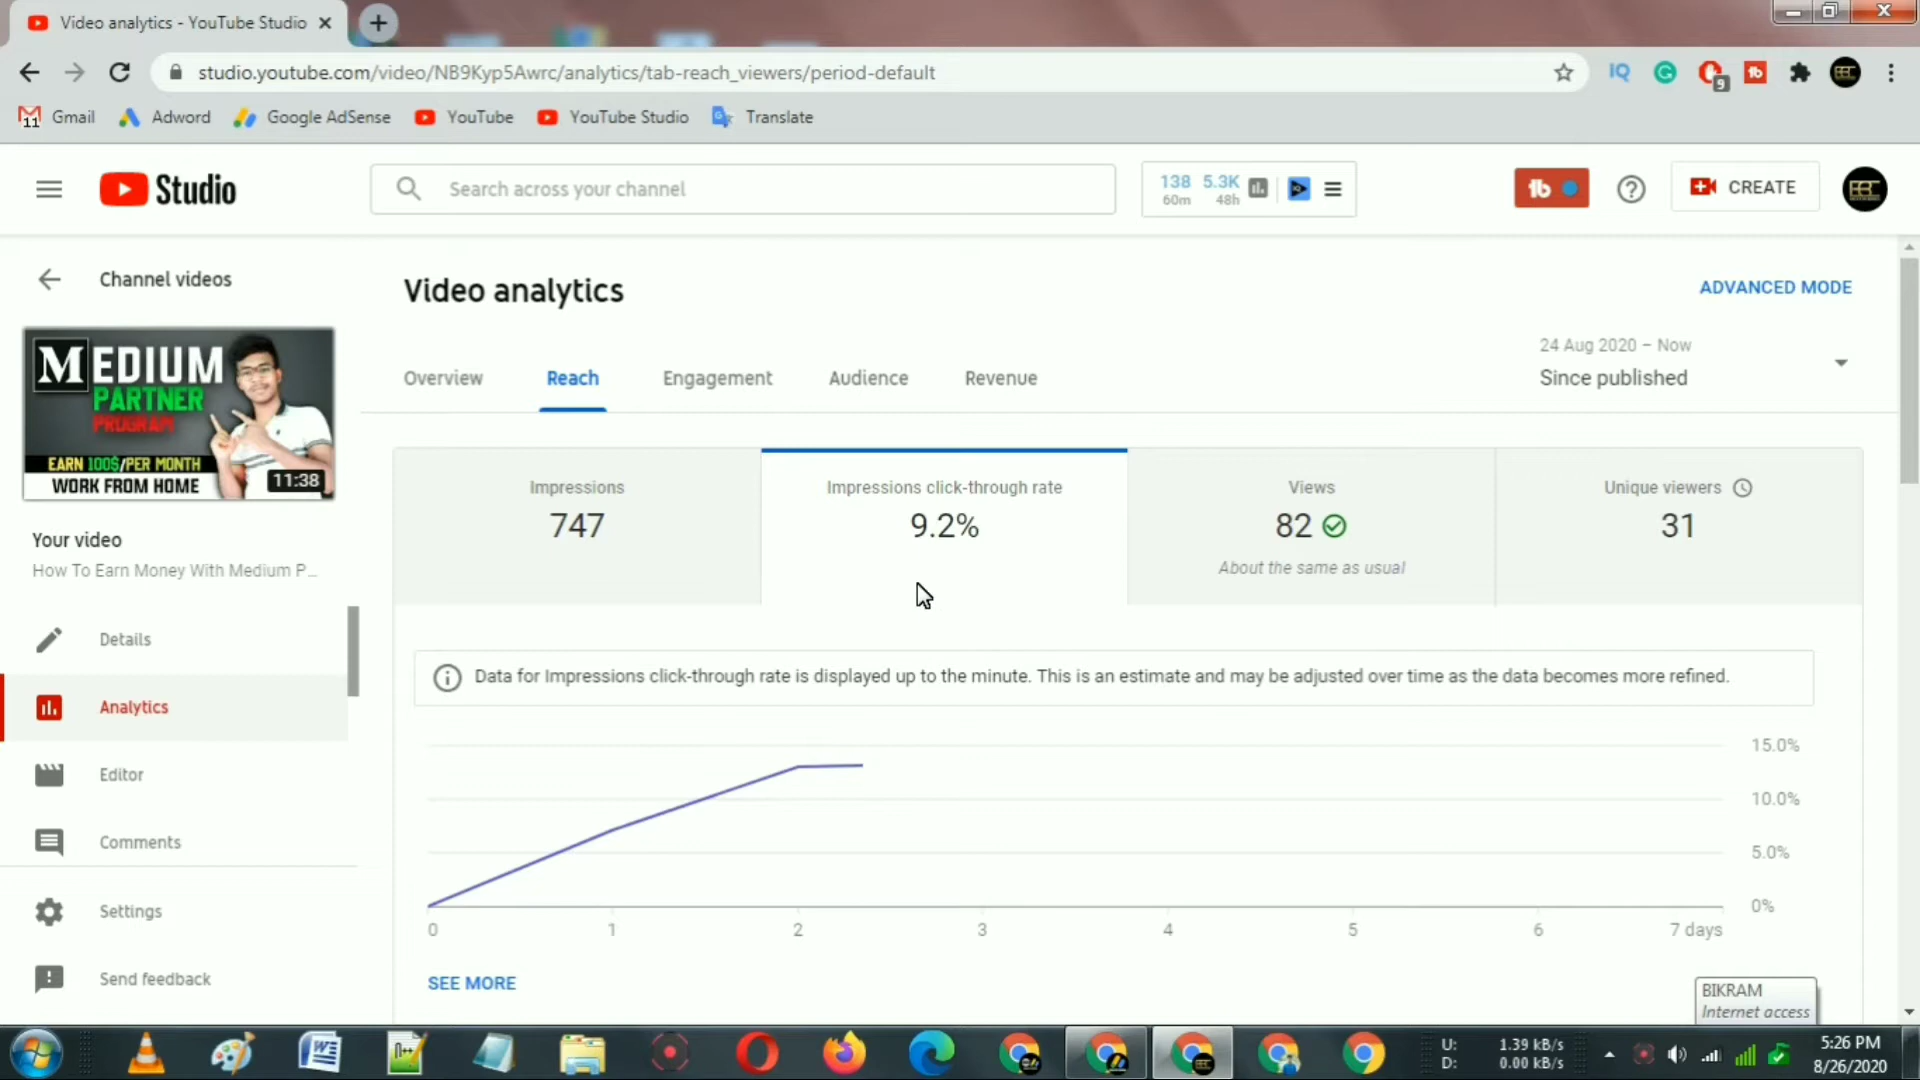 Video analytics - YouTube Studio
studio.youtube.com/video/NB9Kyp5Awrc/analytics/tab-reach_viewers/period-default
IQ
9
tb
EEC
11
Gmail
Adword
Google AdSense
YouTube
YouTube Studio
Translate
Studio
Search across your channel
138 5.3K
60m 48h
tb
CREATE
Channel videos
Video analytics
ADVANCED MODE
MEDIUM
PARTNER
PROGRAM
EARN 100$/PER MONTH
WORK FROM HOME
11:38
24 Aug 2020 – Now
Since published
Overview
Reach
Engagement
Audience
Revenue
Impressions
747
Impressions click-through rate
9.2%
Views
82
About the same as usual
Unique viewers
31
Your video
How To Earn Money With Medium P...
Details
Analytics
Editor
Comments
Settings
Send feedback
Data for Impressions click-through rate is displayed up to the minute. This is an estimate and may be adjusted over time as the data becomes more refined.
15.0%
10.0%
5.0%
0%
0 1 2 3 4 5 6 7 days
SEE MORE
BIKRAM
Internet access
U: 1.39 kB/s
D: 0.00 kB/s
5:26 PM
8/26/2020